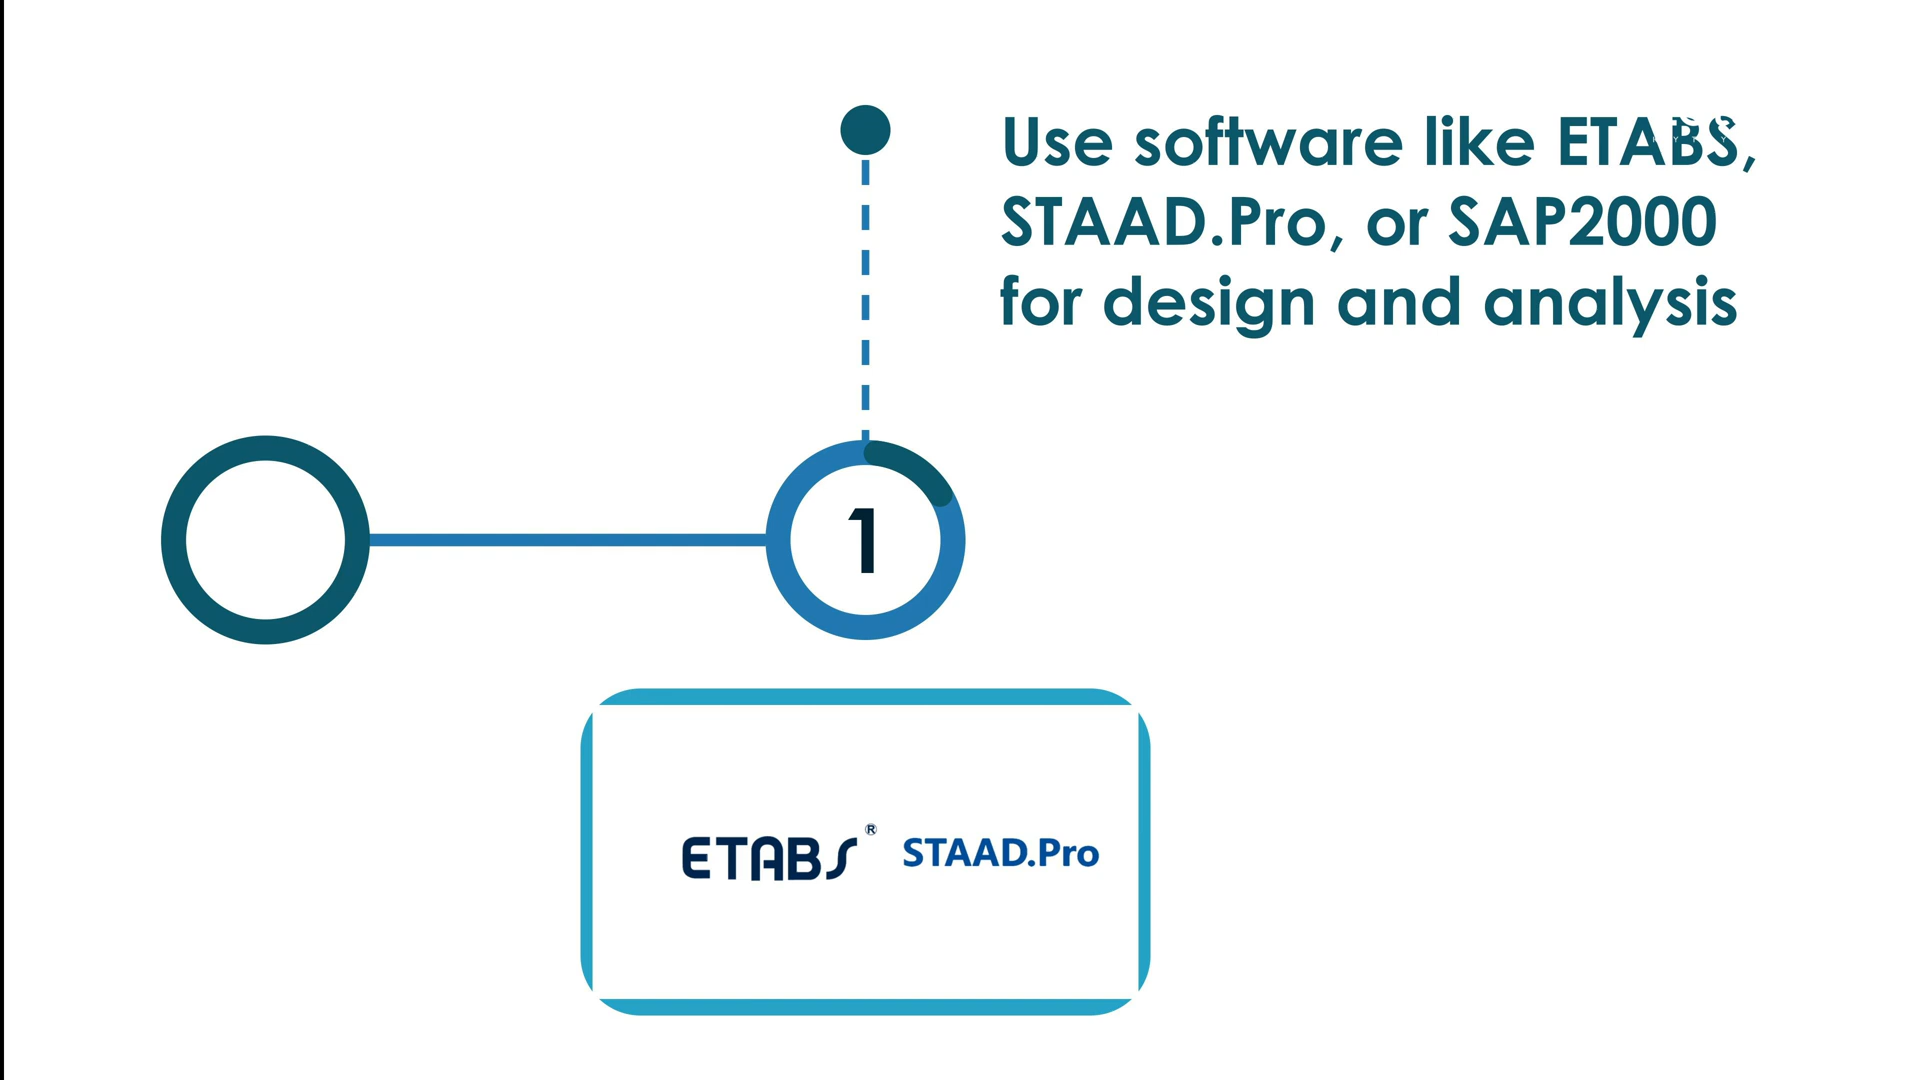 Use software like ETABS,
STAAD.Pro, or SAP2000
for design and analysis
1
ETABS® STAAD.Pro